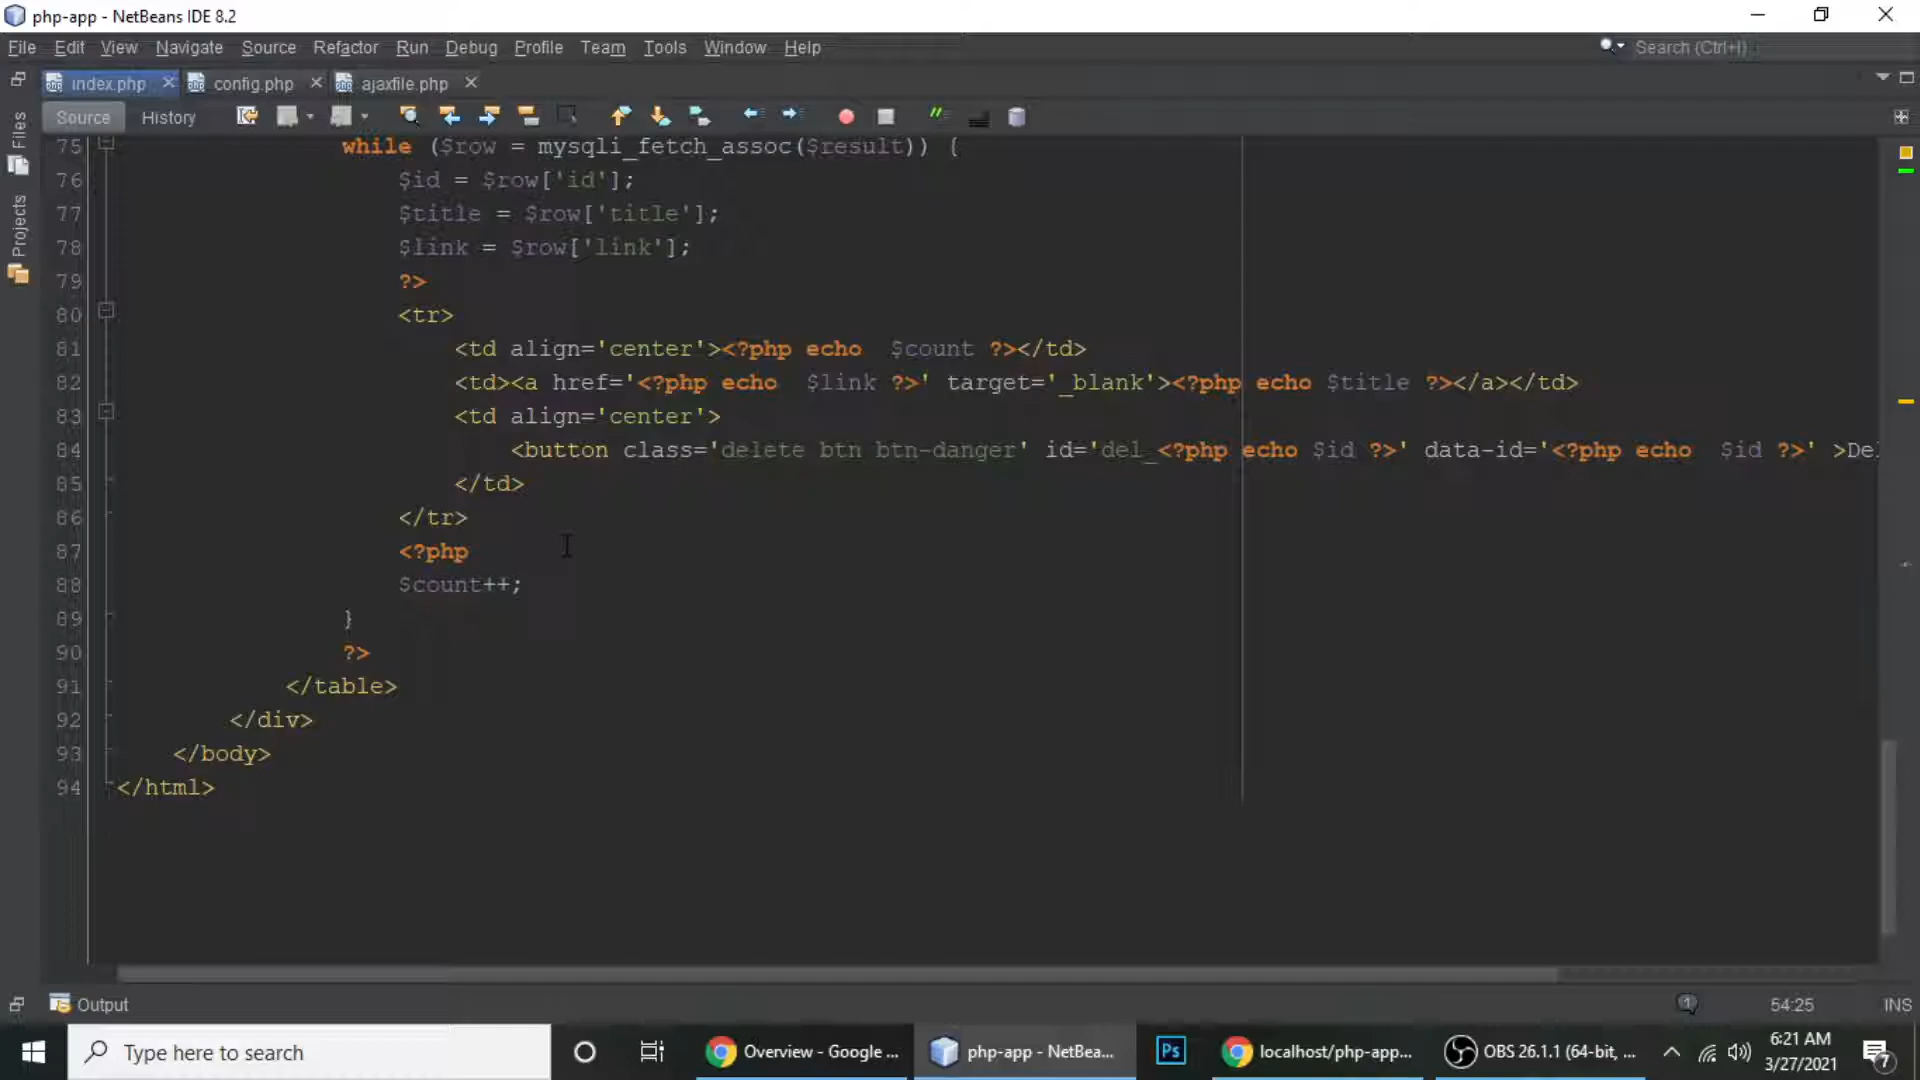 php-app - NetBeans IDE 8.2
File Edit View Navigate Source Refactor Run Debug Profile Team Tools Window Help
Search (Ctrl+I)
index.php config.php ajaxfile.php
Source History
Files
Projects
75 while ($row = mysqli_fetch_assoc($result)) {
76 $id = $row['id'];
77 $title = $row['title'];
78 $link = $row['link'];
79 ?>
80 <tr>
81 <td align='center'><?php echo  $count ?></td>
82 <td><a href='<?php echo  $link ?>' target='_blank'><?php echo $title ?></a></td>
83 <td align='center'>
84 <button class='delete btn btn-danger' id='del_<?php echo $id ?>' data-id='<?php echo  $id ?>' >Del
85 </td>
86 </tr>
87 <?php
88 $count++;
89 }
90 ?>
91 </table>
92 </div>
93 </body>
94 </html>
Output
1
54:25 INS
Type here to search
Overview - Google ...
php-app - NetBea...
Ps
localhost/php-app...
OBS 26.1.1 (64-bit, ...
6:21 AM
3/27/2021
7